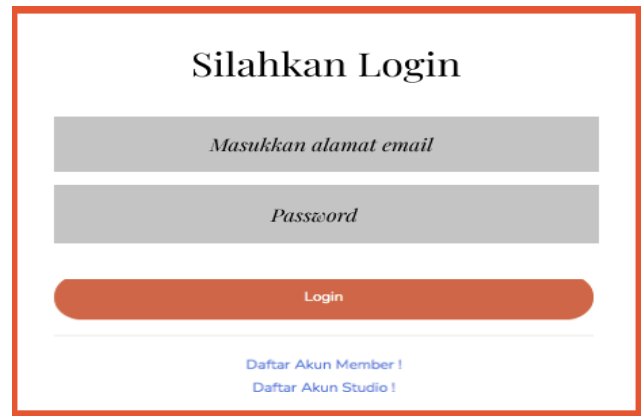 Silahkan Login
Masukkan alamat email
Password
Login
Daftar Akun Member !
Daftar Akun Studio !